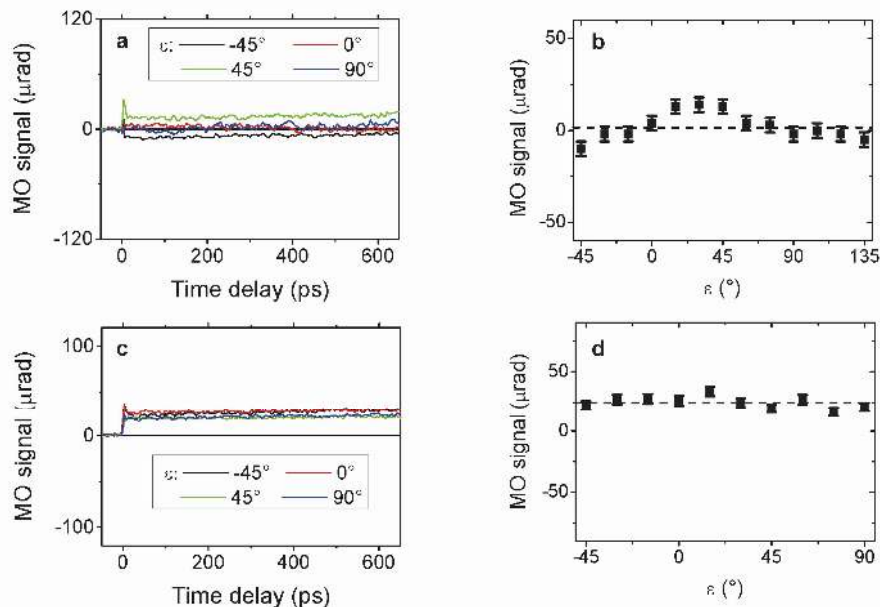 a
ε: -45° 0°
45° 90°
120
0
-120
MO signal (μrad)
0 200 400 600
Time delay (ps)
b
50
0
-50
MO signal (μrad)
-45 0 45 90 135
ε (°)
c
100
0
-100
MO signal (μrad)
ε: -45° 0°
45° 90°
0 200 400 600
Time delay (ps)
d
50
0
-50
MO signal (μrad)
-45 0 45 90
ε (°)